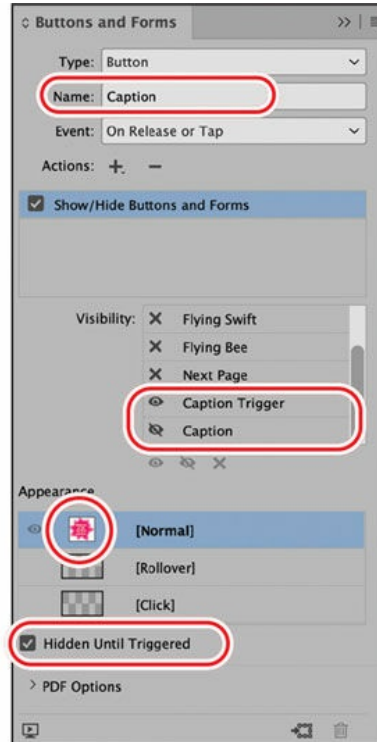 Buttons and Forms
Type: Button
Name: Caption
Event: On Release or Tap
Actions:
Show/Hide Buttons and Forms
Visibility: Flying Swift
Flying Bee
Next Page
Caption Trigger
Caption
Appearance
[Normal]
[Rollover]
[Click]
Hidden Until Triggered
PDF Options